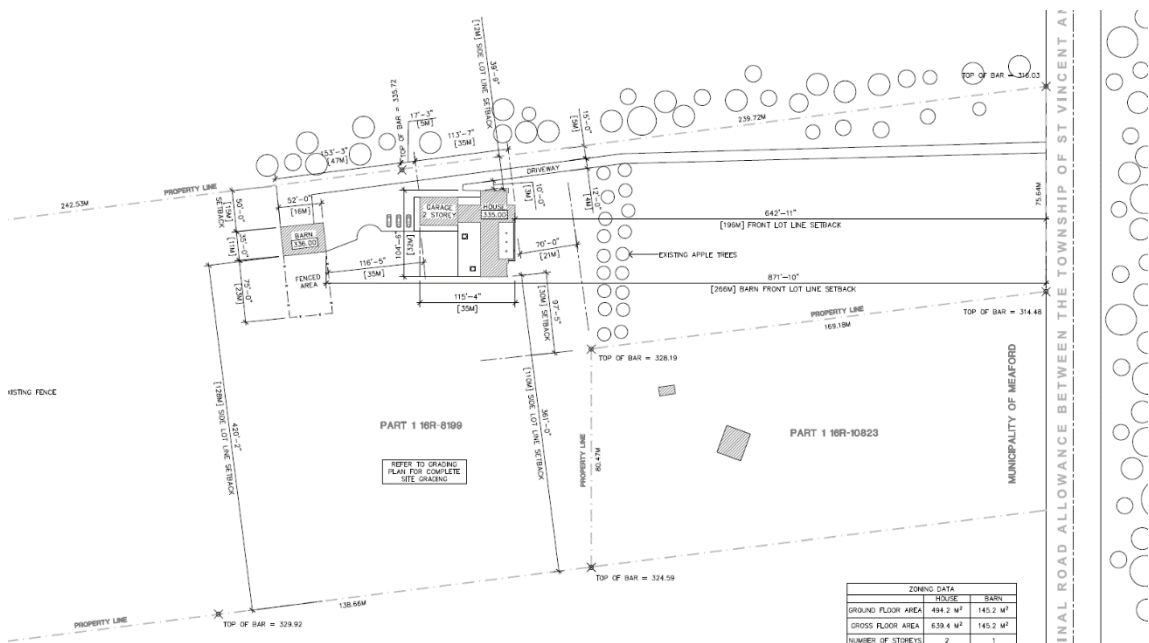 [12M] SIDE LOT LINE SETBACK
39'-9"
TOP OF BAR = 335.72
17'-3"
[5M]
113'-7"
[35M]
153'-3"
[47M]
15'-0"
[5M]
239.72M
PROPERTY LINE
242.53M
DRIVEWAY
10'-0"
[3M]
12'-0"
[4M]
75.64M
50'-0"
[15M]
SETBACK
52'-0"
[16M]
GARAGE
2 STOREY
HOUSE
335.00
642'-11"
[196M] FRONT LOT LINE SETBACK
35'-0"
[11M]
BARN
336.00
104'-6"
[32M]
70'-0"
[21M]
EXISTING APPLE TREES
116'-5"
[35M]
FENCED
AREA
75'-0"
[23M]
871'-10"
[266M] BARN FRONT LOT LINE SETBACK
115'-4"
[35M]
97'-5"
[30M] SETBACK
PROPERTY LINE
169.18M
TOP OF BAR = 314.48
TOP OF BAR = 328.19
420'-2"
[128M] SIDE LOT LINE SETBACK
361'-0"
[110M] SIDE LOT LINE SETBACK
PART 1 16R-8199
PART 1 16R-10823
REFER TO GRADING
PLAN FOR COMPLETE
SITE GRADING
PROPERTY LINE
80.47M
MUNICIPALITY OF MEAFORD
INAL ROAD ALLOWANCE BETWEEN THE TOWNSHIP OF ST VINCENT AN
TOP OF BAR = 324.59
138.66M
PROPERTY LINE
TOP OF BAR = 329.92
ZONING DATA
HOUSE BARN
GROUND FLOOR AREA 494.2 M² 145.2 M²
GROSS FLOOR AREA 639.4 M² 145.2 M²
NUMBER OF STOREYS 2 1